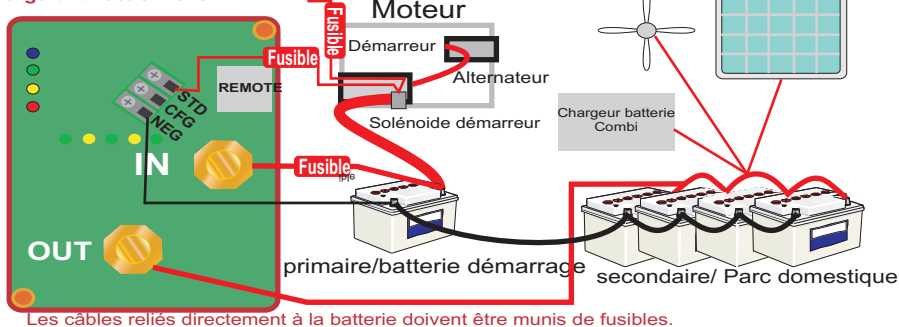 Moteur
Fusible
Démarreur
Fusible
Alternateur
REMOTE
STD
CFG
NEG
Solénoide démarreur
Chargeur batterie
Combi
IN
Fusible
OUT
primaire/batterie démarrage
secondaire/ Parc domestique
Les câbles reliés directement à la batterie doivent être munis de fusibles.